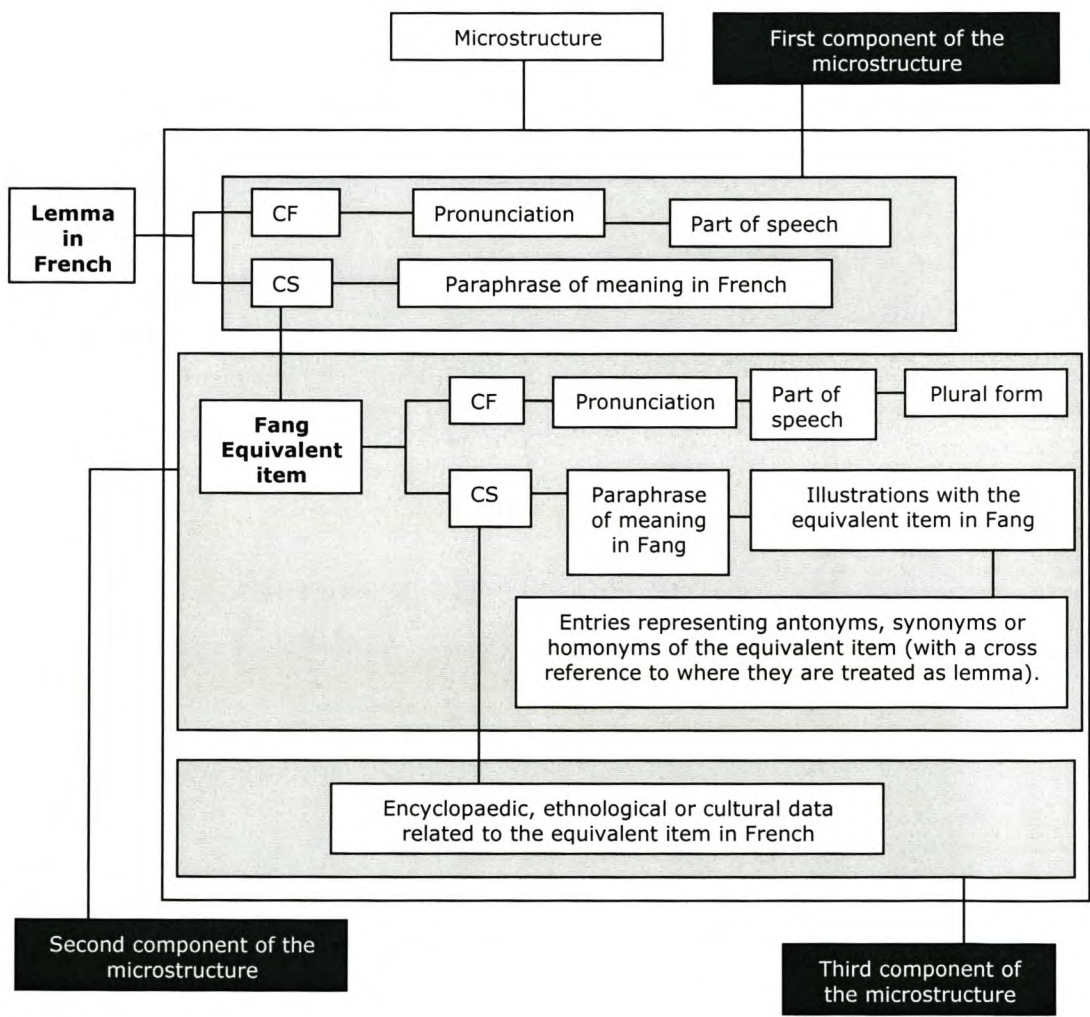 Microstructure
First component of the
microstructure
Lemma
in
French
CF
Pronunciation
Part of speech
CS
Paraphrase of meaning in French
Fang
Equivalent
item
CF
Pronunciation
Part of
speech
Plural form
CS
Paraphrase
of meaning
in Fang
Illustrations with the
equivalent item in Fang
Entries representing antonyms, synonyms or
homonyms of the equivalent item (with a cross
reference to where they are treated as lemma).
Encyclopaedic, ethnological or cultural data
related to the equivalent item in French
Second component of the
microstructure
Third component of
the microstructure